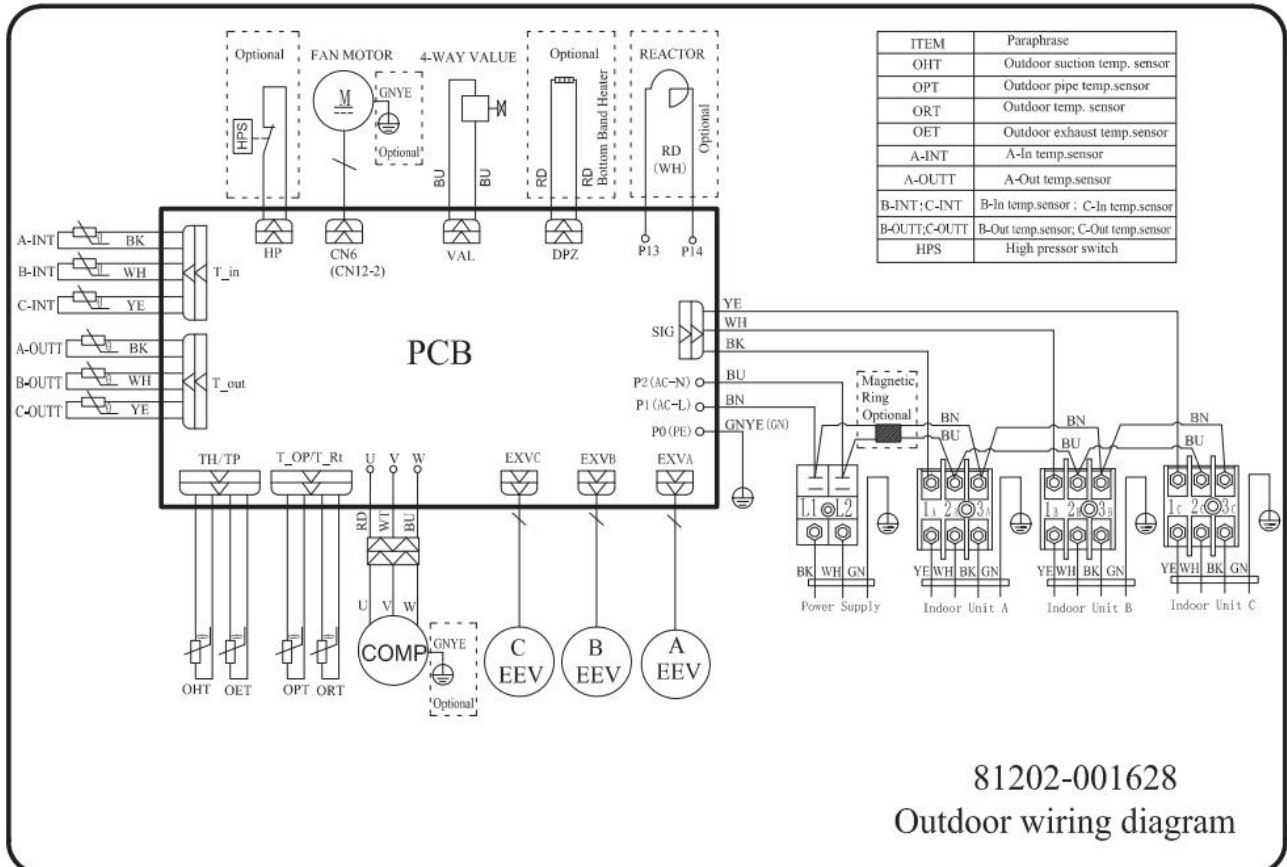 Optional
FAN MOTOR
4-WAY VALUE
Optional
REACTOR
GNYE
M
HPS
Optional
BU
BU
RD
RD
Bottom Band Heater
RD
(WH)
Optional
ITEM Paraphrase
OHT Outdoor suction temp. sensor
OPT Outdoor pipe temp.sensor
ORT Outdoor temp. sensor
OET Outdoor exhaust temp.sensor
A-INT A-In temp.sensor
A-OUTT A-Out temp.sensor
B-INT;C-INT B-In temp.sensor ; C-In temp.sensor
B-OUTT;C-OUTT B-Out temp.sensor; C-Out temp.sensor
HPS High pressor switch
HP
CN6
(CN12-2)
VAL
DPZ
P13
P14
A-INT BK
B-INT WH T_in
C-INT YE
A-OUTT BK
B-OUTT WH T_out
C-OUTT YE
PCB
SIG
YE
WH
BK
P2(AC-N) BU
P1(AC-L) BN
P0(PE) GNYE(GN)
Magnetic
Ring
Optional
BN
BU
BN
BU
BN
BU
TH/TP
T_OP/T_Rt
U V W
EXVC
EXVB
EXVA
RD
WT
BU
L1 L2
1A 2A 3A
1B 2B 3B
1C 2C 3C
BK WH GN
YE WH BK GN
YE WH BK GN
YE WH BK GN
Power Supply
Indoor Unit A
Indoor Unit B
Indoor Unit C
U V W
COMP
GNYE
Optional
C
EEV
B
EEV
A
EEV
OHT
OET
OPT
ORT
81202-001628
Outdoor wiring diagram